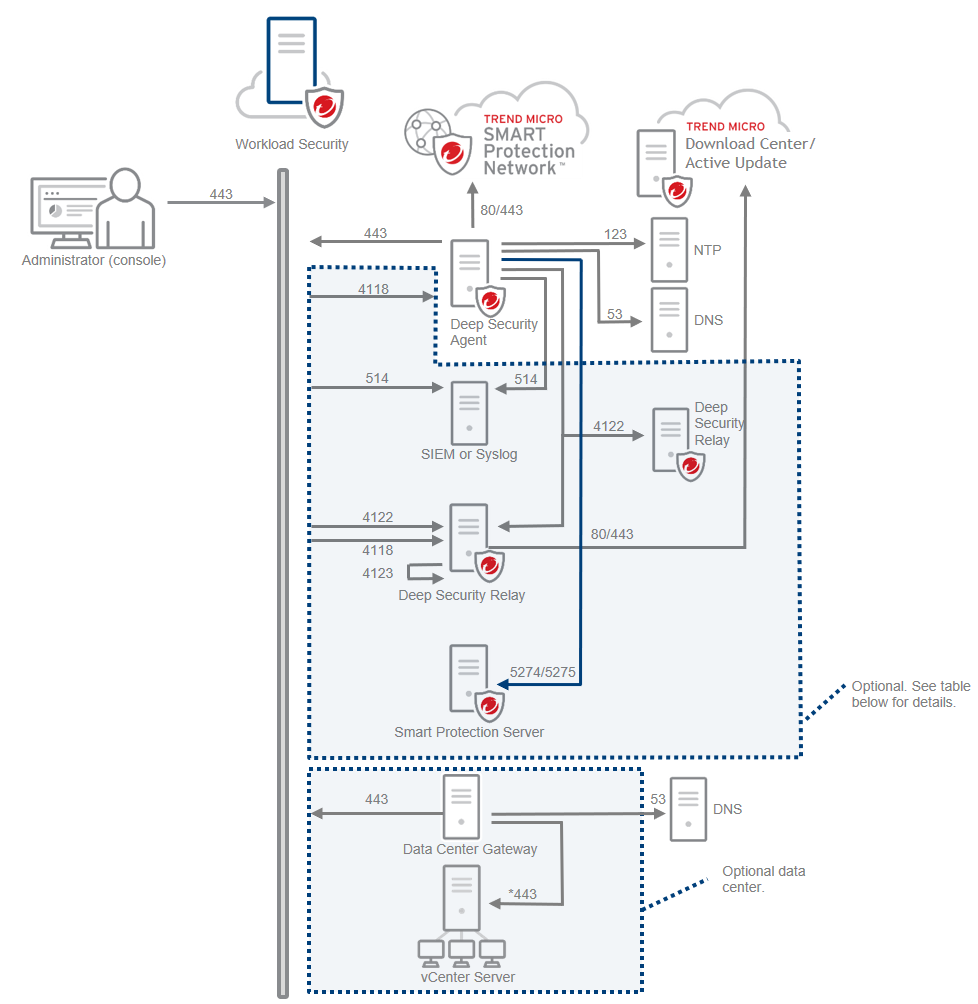 Workload Security
TREND MICRO
SMART
Protection
Network™
TREND MICRO
Download Center/
Active Update
443
Administrator (console)
80/443
443
123
NTP
4118
53
DNS
Deep Security
Agent
514
514
SIEM or Syslog
4122
Deep
Security
Relay
4122
4118
4123
80/443
Deep Security Relay
5274/5275
Smart Protection Server
Optional. See table
below for details.
443
53
DNS
Data Center Gateway
Optional data
center.
*443
vCenter Server